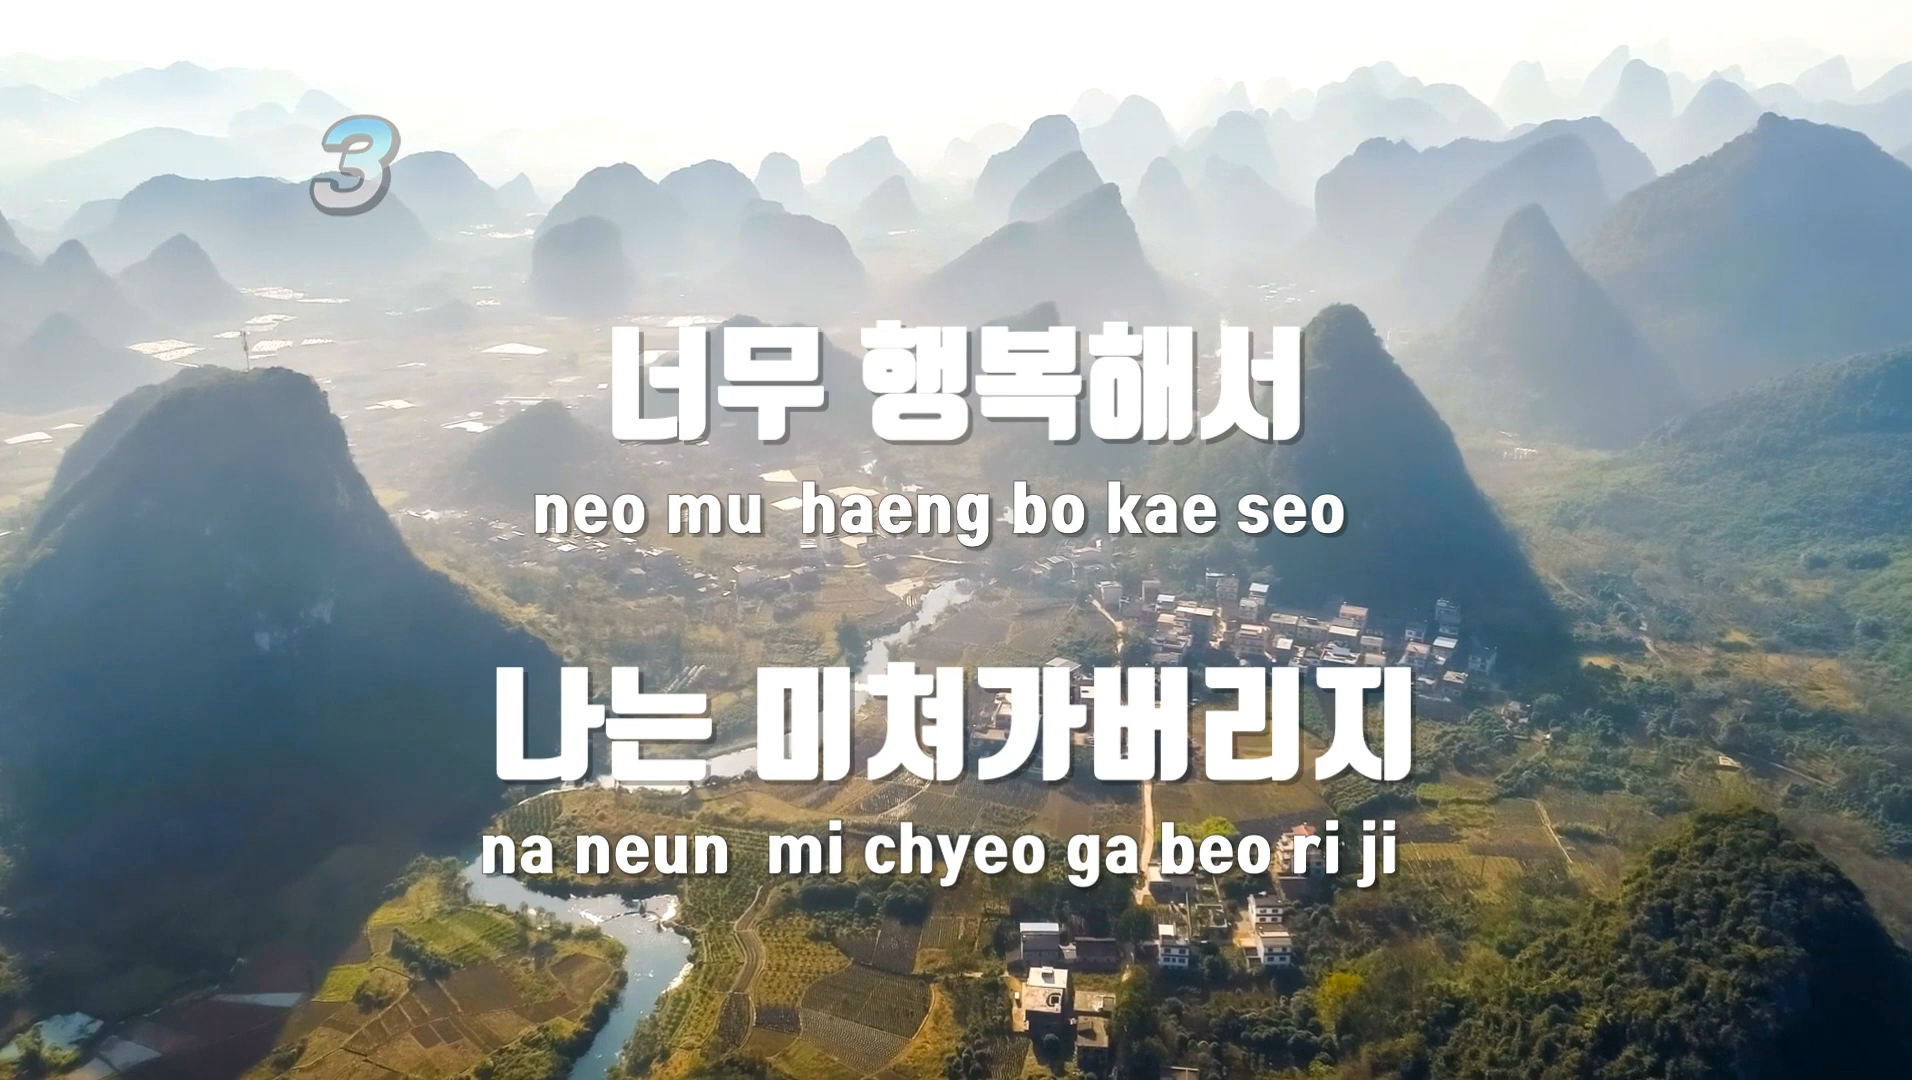 3
너무 행복해서
neo mu haeng bo kae seo
나는 미쳐가버리지
na neun mi chyeo ga beo ri ji